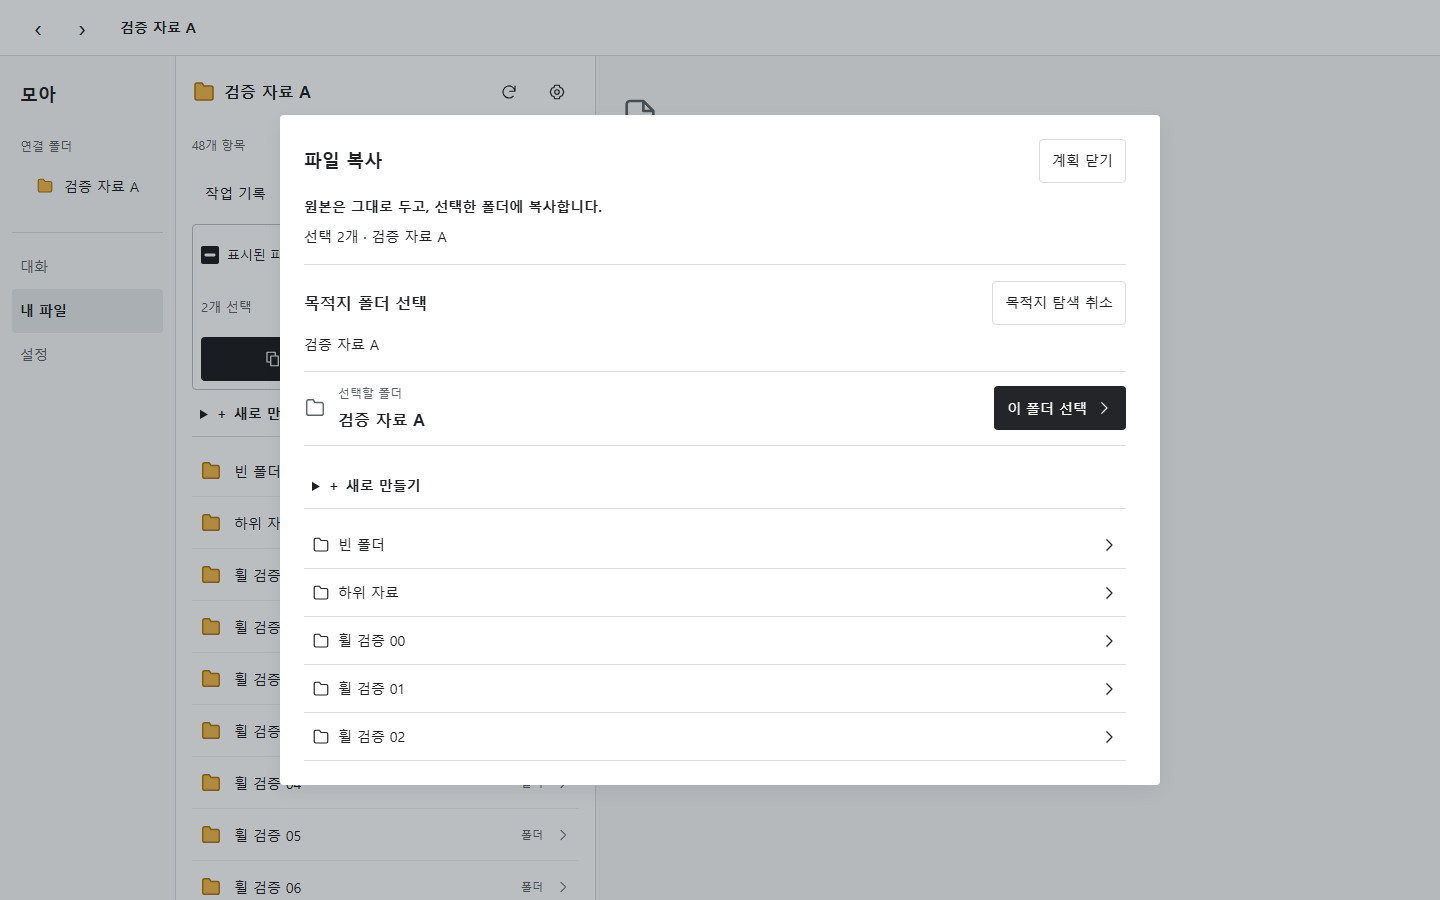 검증 자료 A
모아
연결 폴더
검증 자료 A
대화
내 파일
설정
검증 자료 A
48개 항목
작업 기록
표시된
2개 선택
+ 새로
빈 폴더
하위
휠 검증
휠 검증
휠 검증
휠 검증
휠 검증 04
휠 검증 05
폴더
휠 검증 06
폴더
파일 복사
계획 닫기
원본은 그대로 두고, 선택한 폴더에 복사합니다.
선택 2개 · 검증 자료 A
목적지 폴더 선택
목적지 탐색 취소
검증 자료 A
선택할 폴더
검증 자료 A
이 폴더 선택
+ 새로 만들기
빈 폴더
하위 자료
휠 검증 00
휠 검증 01
휠 검증 02